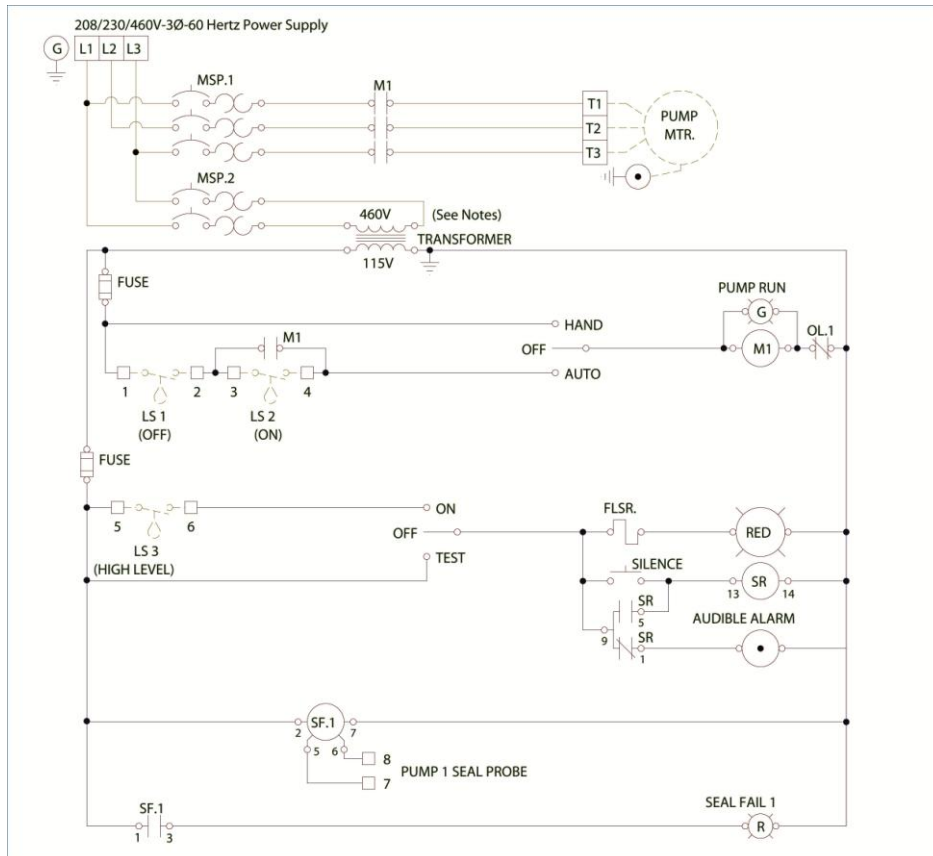 208/230/460V-3Ø-60 Hertz Power Supply
G L1 L2 L3
MSP.1
M1
T1
T2
T3
PUMP
MTR.
MSP.2
460V
(See Notes)
TRANSFORMER
115V
FUSE
PUMP RUN
G
HAND
M1
OL.1
OFF
M1
AUTO
1 2 3 4
LS 1
(OFF)
LS 2
(ON)
FUSE
ON
FLSR.
5 6
OFF
RED
LS 3
(HIGH LEVEL)
TEST
SILENCE
SR
13 14
SR
5
AUDIBLE ALARM
9
SR
1
SF.1
2 7
5 6
8
7
PUMP 1 SEAL PROBE
SF.1
1 3
SEAL FAIL 1
R